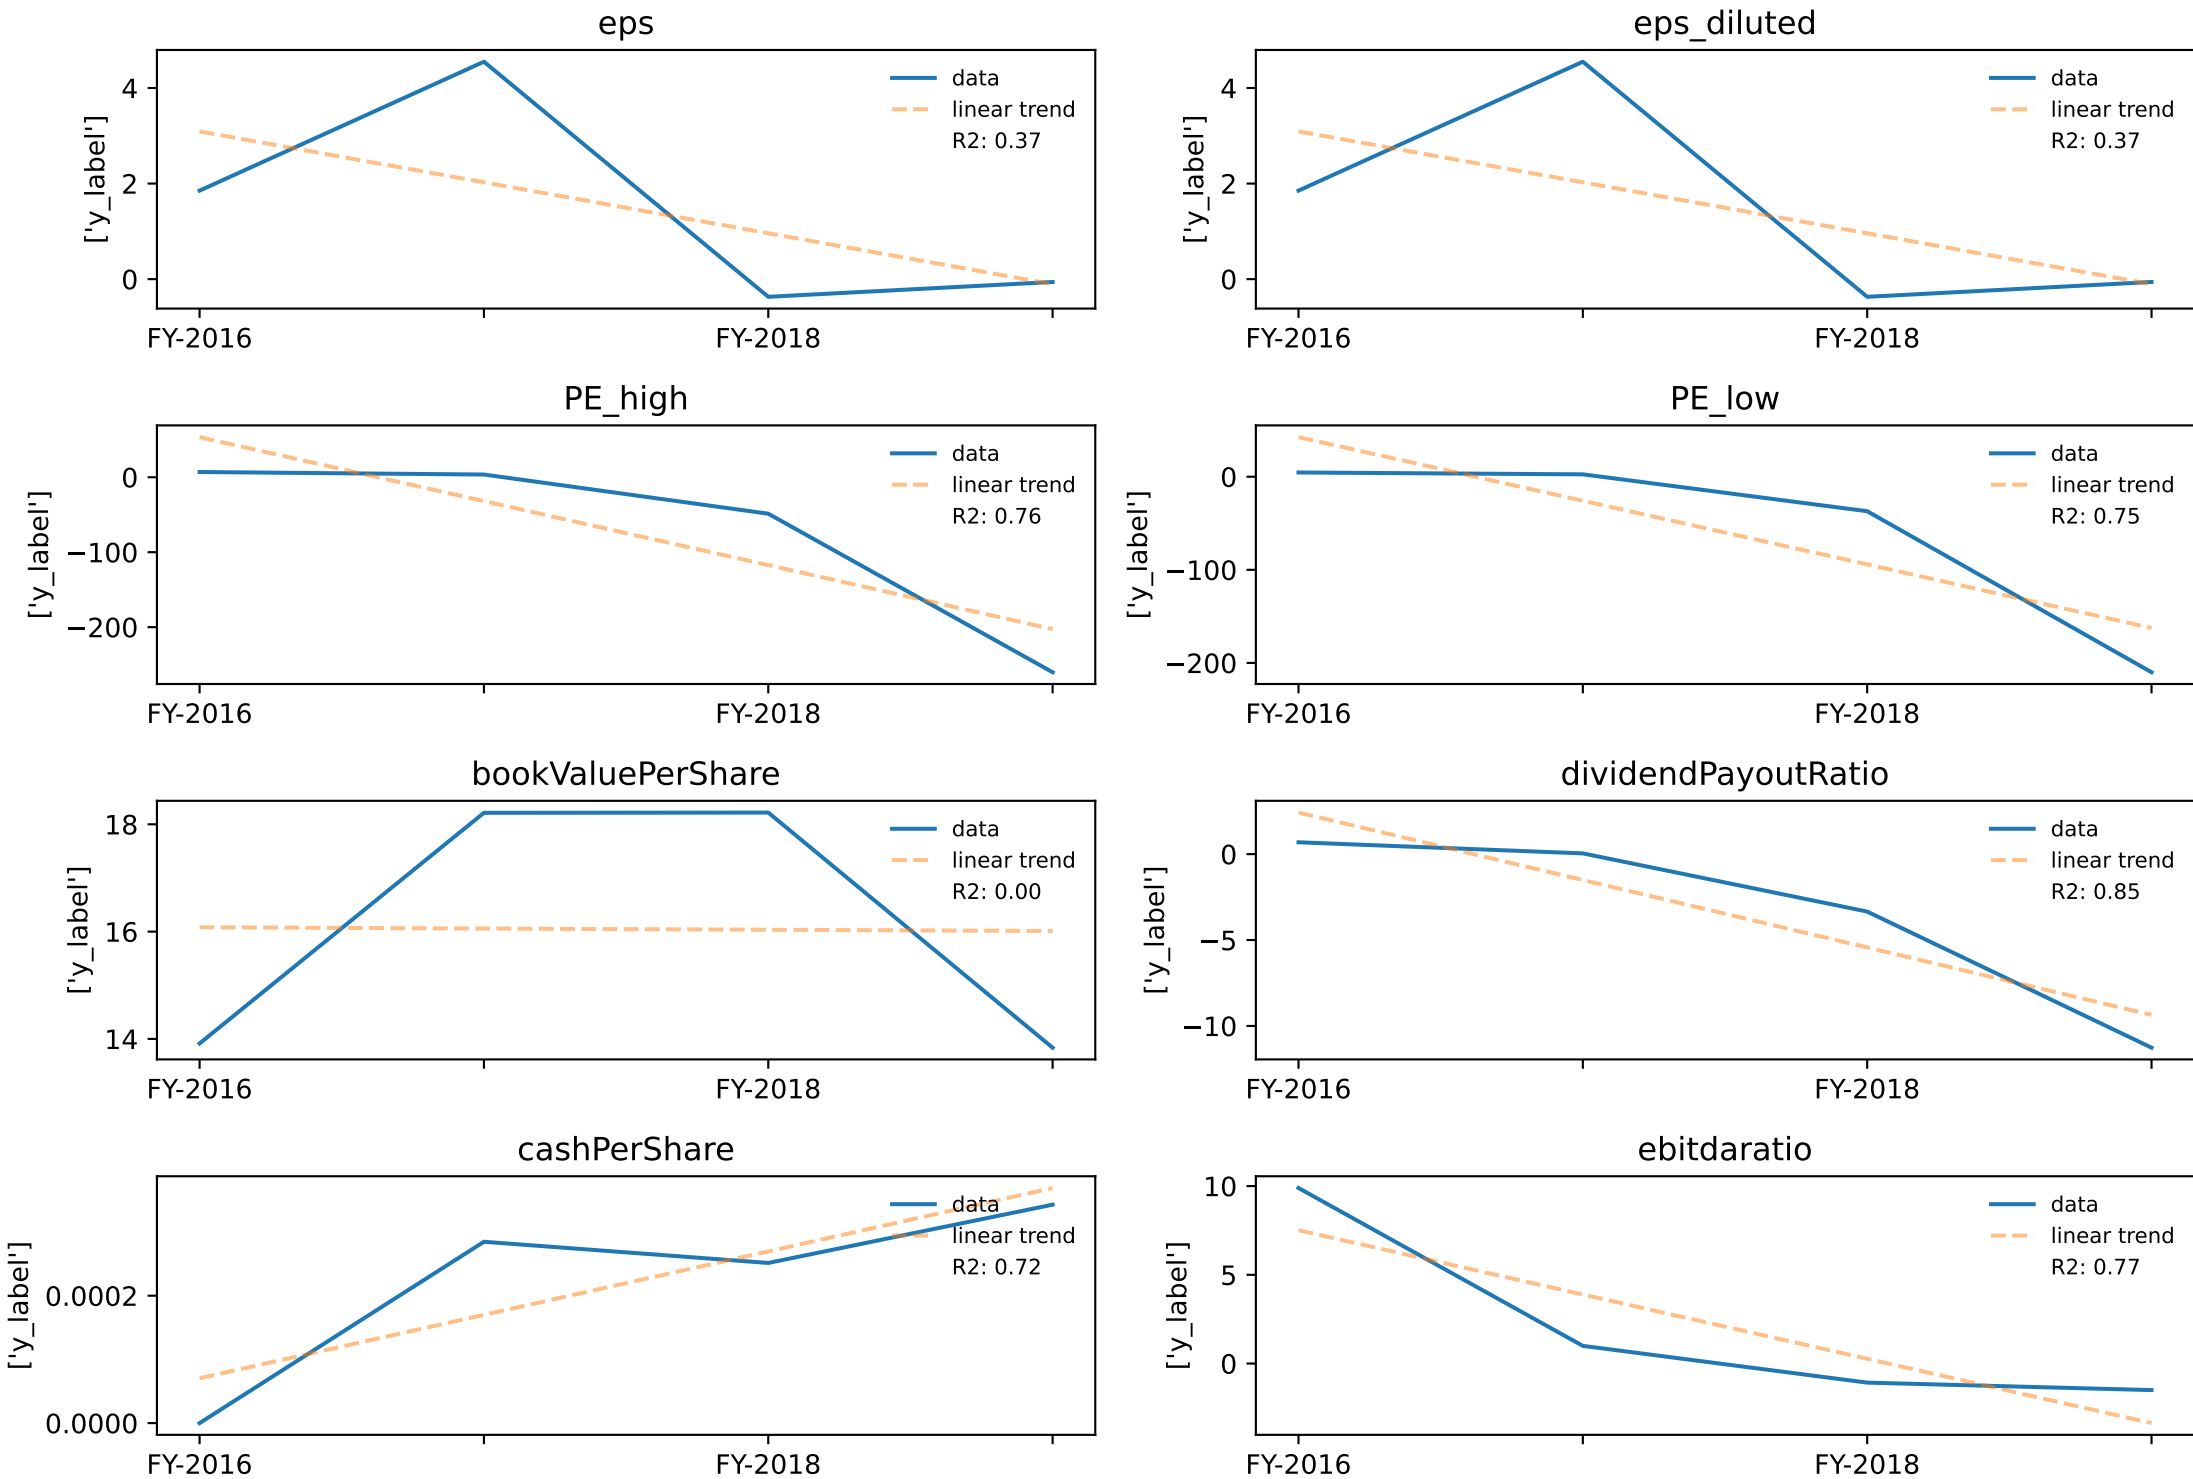 eps
4
2
0
['y_label']
data
linear trend
R2: 0.37
FY-2016
FY-2018
eps_diluted
4
2
0
['y_label']
data
linear trend
R2: 0.37
FY-2016
FY-2018
PE_high
0
−100
−200
['y_label']
data
linear trend
R2: 0.76
FY-2016
FY-2018
PE_low
0
−100
−200
['y_label']
data
linear trend
R2: 0.75
FY-2016
FY-2018
bookValuePerShare
18
16
14
['y_label']
data
linear trend
R2: 0.00
FY-2016
FY-2018
dividendPayoutRatio
0
−5
−10
['y_label']
data
linear trend
R2: 0.85
FY-2016
FY-2018
cashPerShare
0.0002
0.0000
['y_label']
data
linear trend
R2: 0.72
FY-2016
FY-2018
ebitdaratio
10
5
0
['y_label']
data
linear trend
R2: 0.77
FY-2016
FY-2018